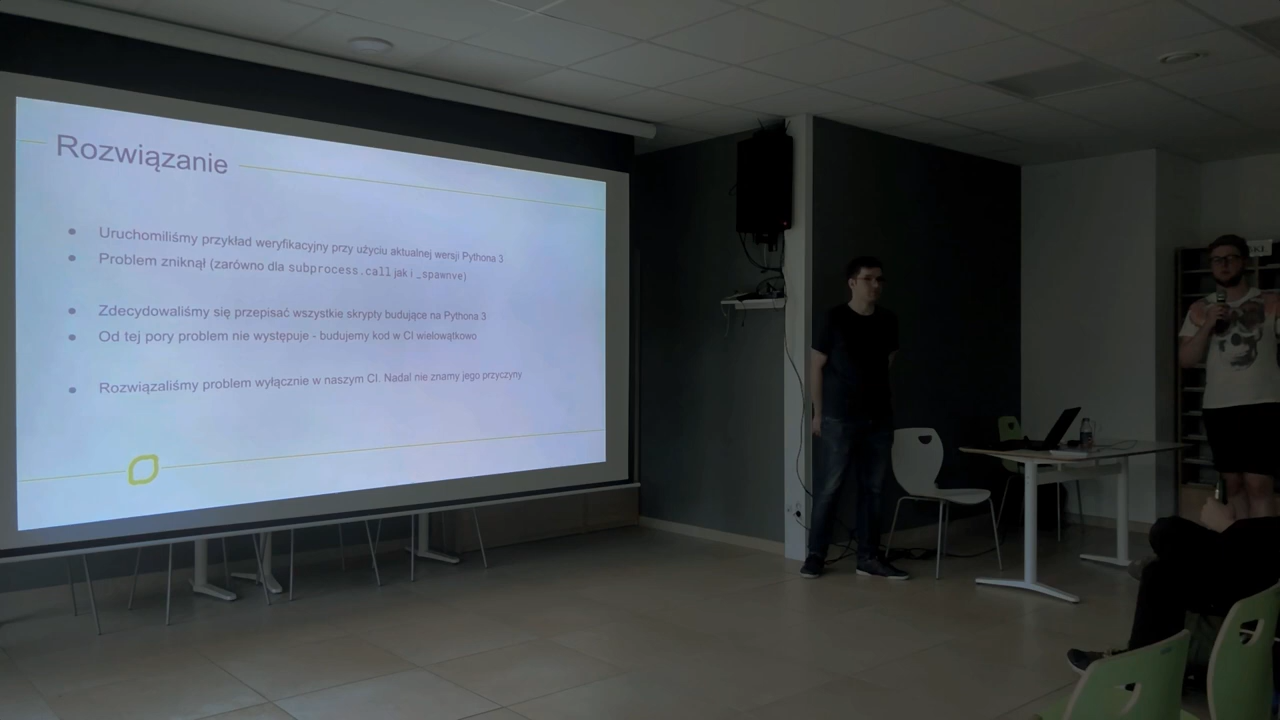 Rozwiązanie
● Uruchomiliśmy przykład weryfikacyjny przy użyciu aktualnej wersji Pythona 3
● Problem zniknął (zarówno dla subprocess.call jak i _spawnve)
● Zdecydowaliśmy się przepisać wszystkie skrypty budujące na Pythona 3
● Od tej pory problem nie występuje - budujemy kod w CI wielowątkowo
● Rozwiązaliśmy problem wyłącznie w naszym CI. Nadal nie znamy jego przyczyny